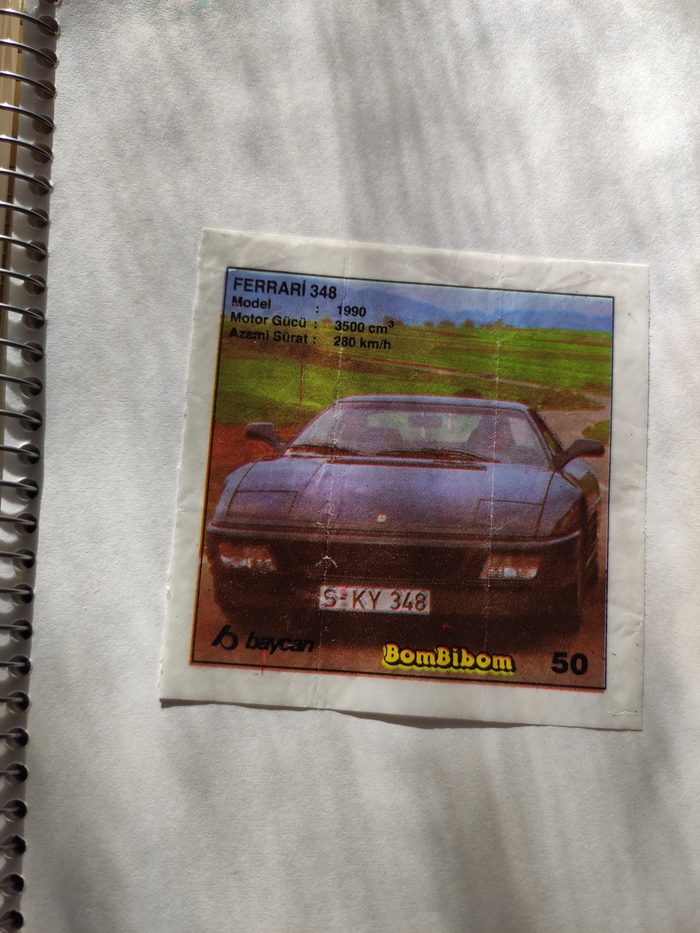 FERRARİ 348
Model : 1990
Motor Gücü : 3500 cm³
Azami Sürat : 280 km/h
S-KY 348
baycan
BomBibom
50